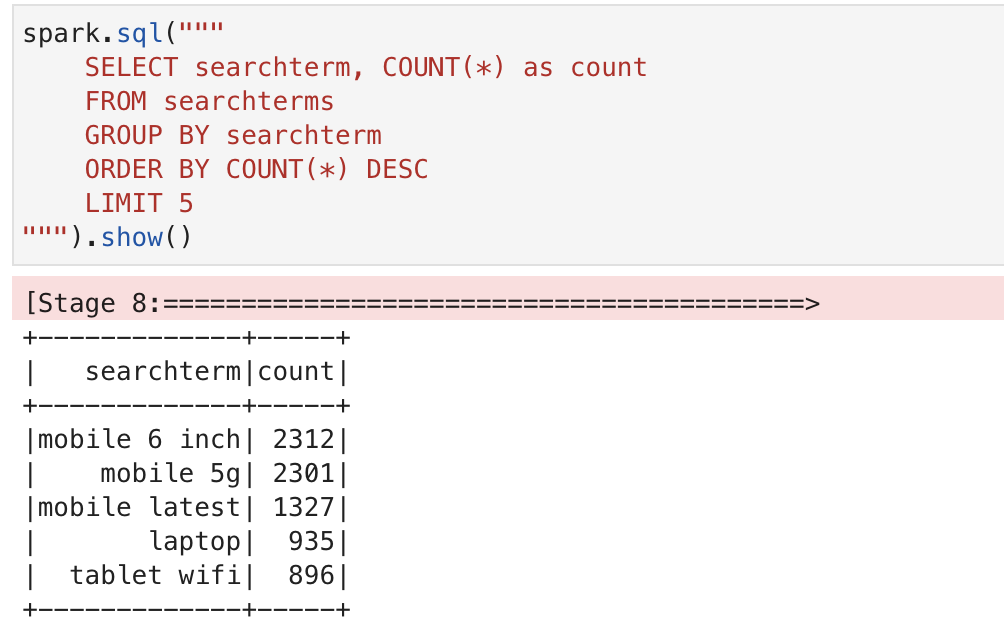 spark.sql("""
    SELECT searchterm, COUNT(*) as count
    FROM searchterms
    GROUP BY searchterm
    ORDER BY COUNT(*) DESC
    LIMIT 5
""").show()
[Stage 8:=========================================>
+-------------+-----+
|   searchterm|count|
+-------------+-----+
|mobile 6 inch| 2312|
|    mobile 5g| 2301|
|mobile latest| 1327|
|       laptop|  935|
|  tablet wifi|  896|
+-------------+-----+